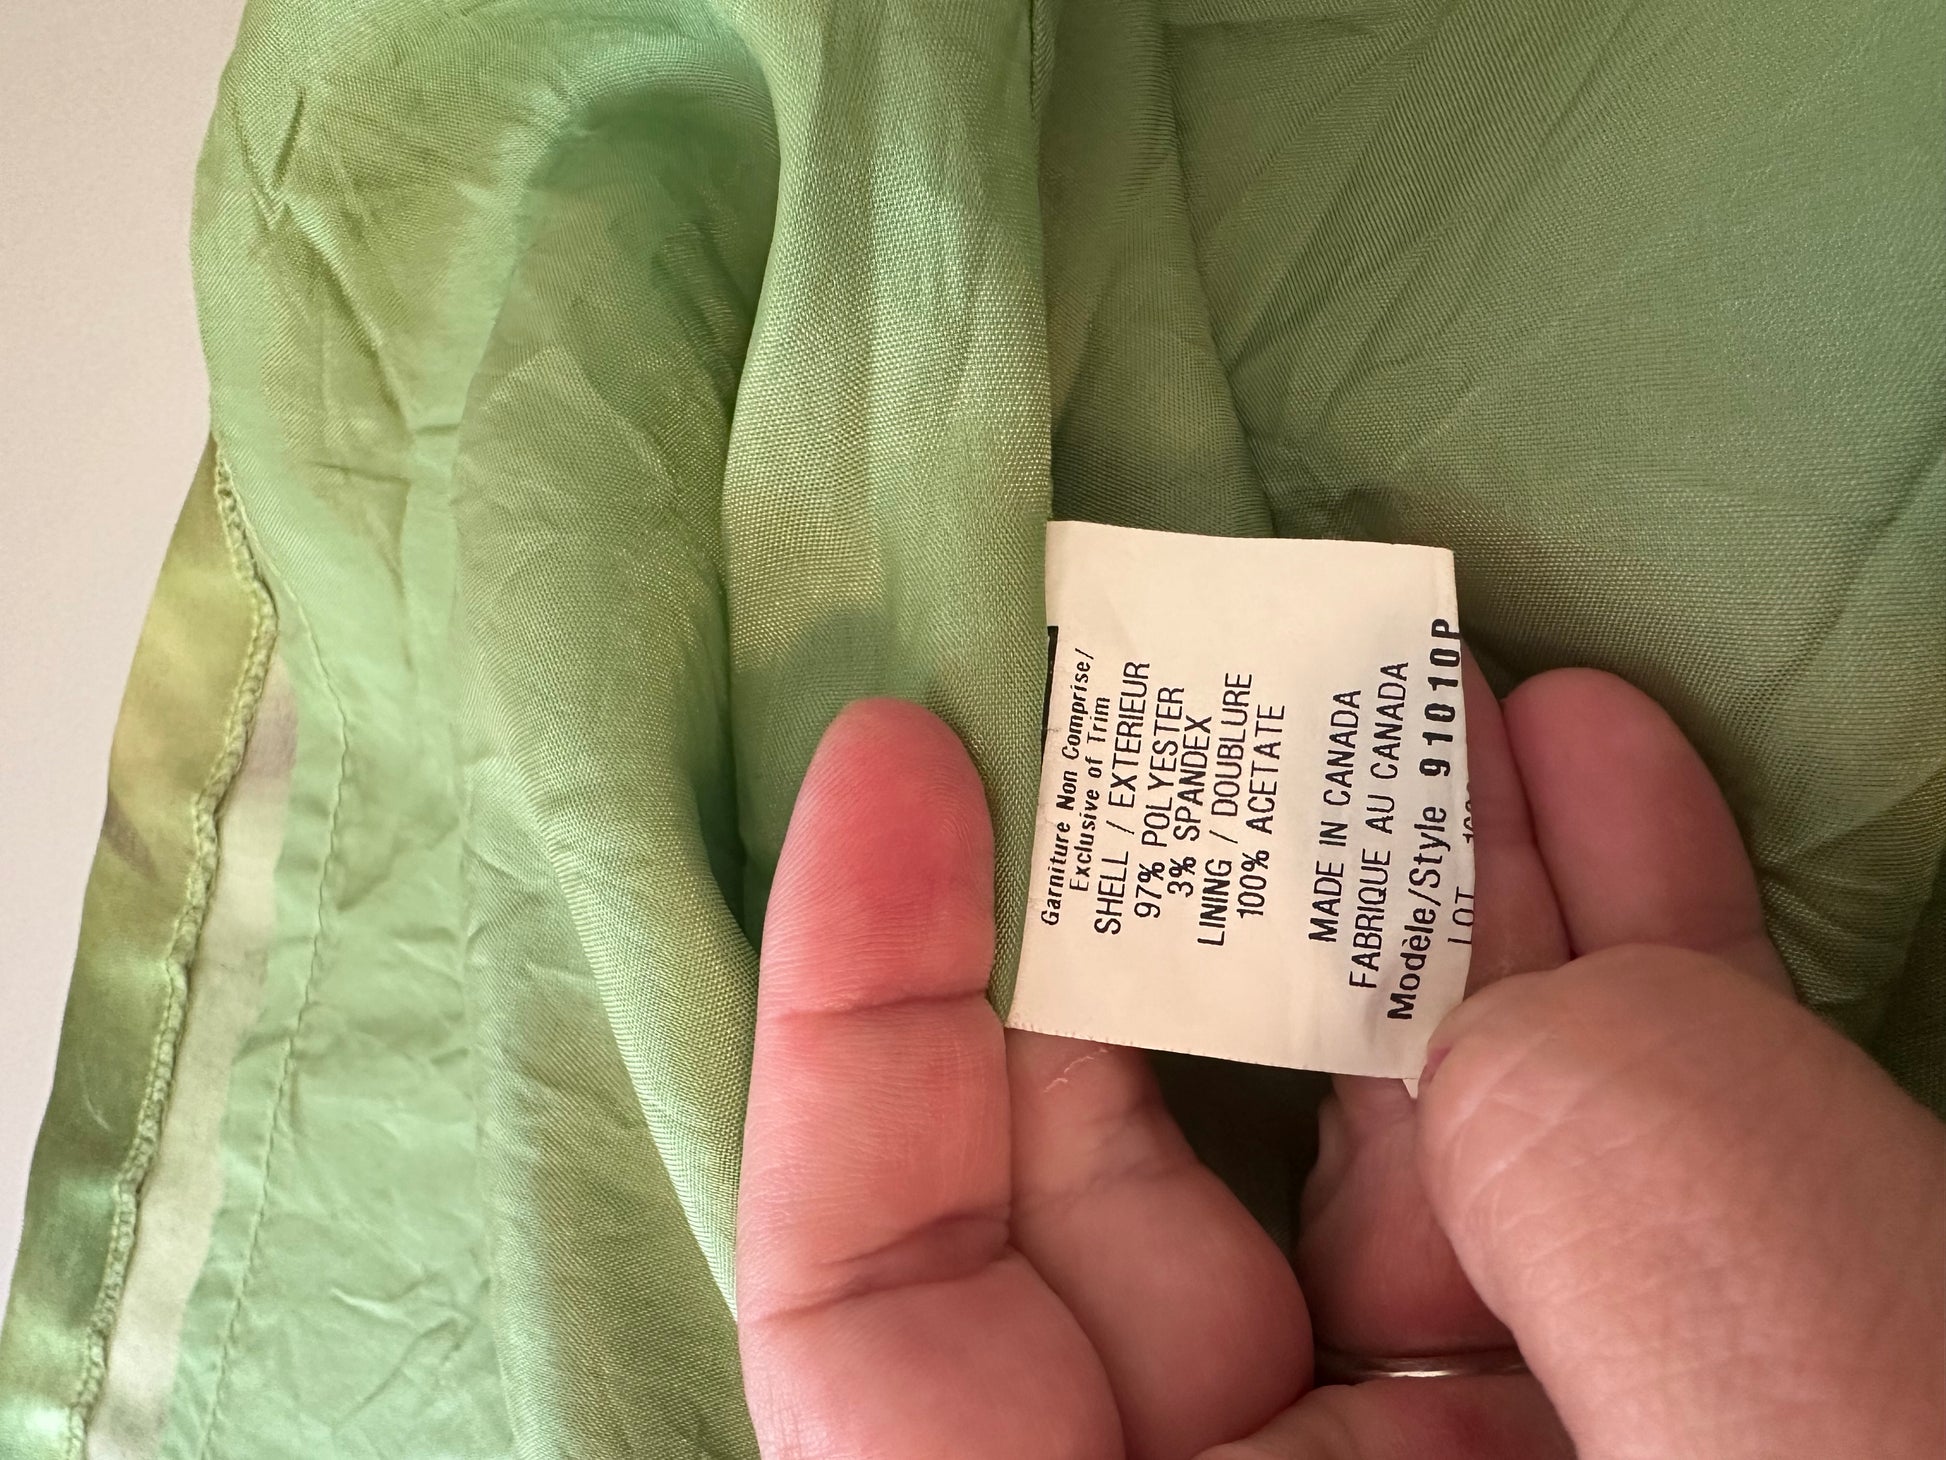 Garniture Non Comprise/
Exclusive of Trim
SHELL / EXTERIEUR
97% POLYESTER
3% SPANDEX
LINING / DOUBLURE
100% ACETATE
MADE IN CANADA
FABRIQUE AU CANADA
Modèle/Style 91010P
LOT